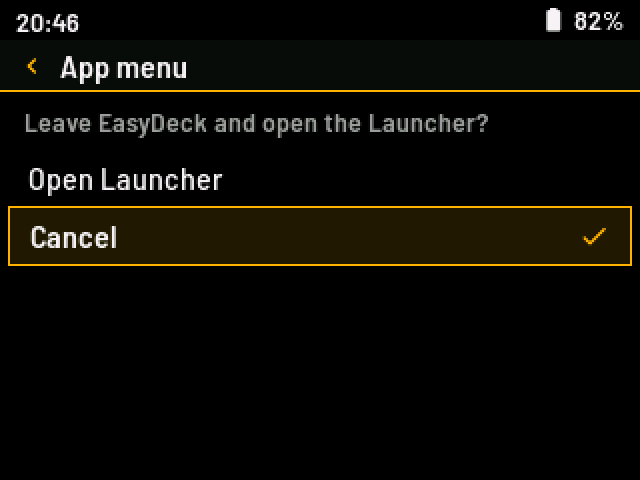 20:46
82%
App menu
Leave EasyDeck and open the Launcher?
Open Launcher
Cancel